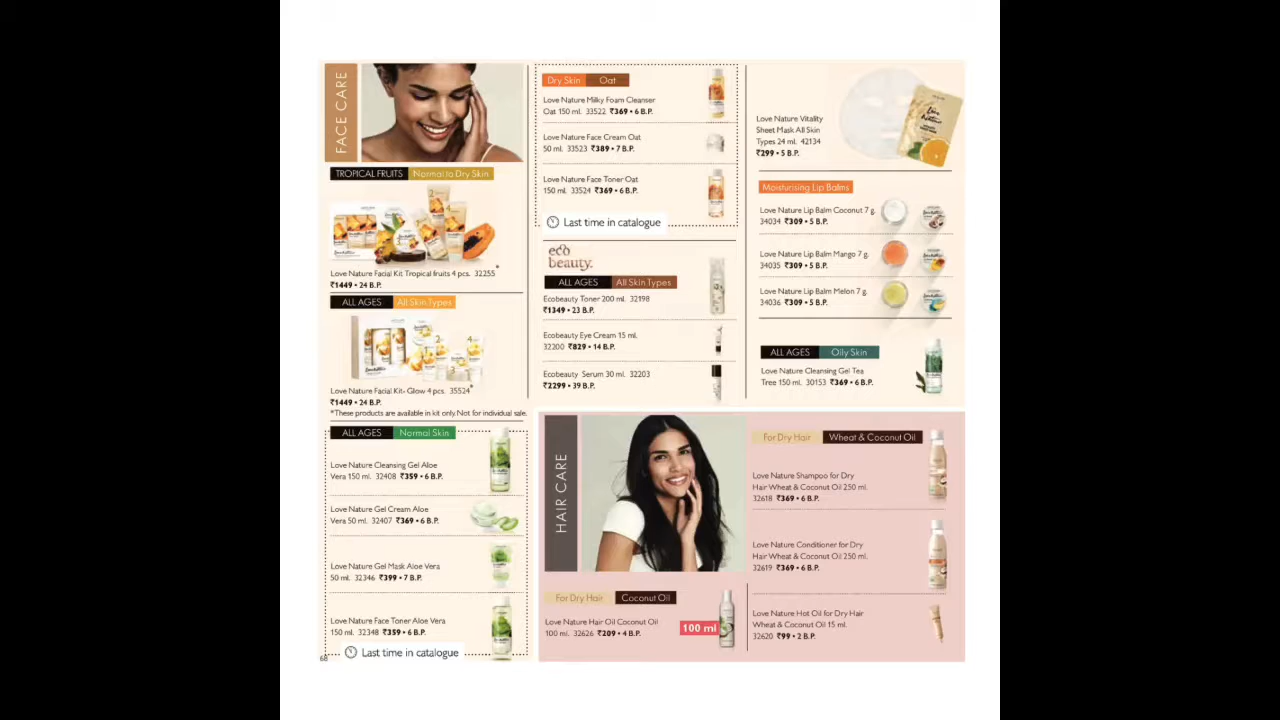 FACE CARE
TROPICAL FRUITS Normal to Dry Skin
Love Nature Facial Kit Tropical fruits 4 pcs. 32255*
₹1449 • 24 B.P.
ALL AGES All Skin Types
Love Nature Facial Kit- Glow 4 pcs. 35524*
₹1449 • 24 B.P.
*These products are available in kit only. Not for individual sale.
ALL AGES Normal Skin
Love Nature Cleansing Gel Aloe
Vera 150 ml. 32408 ₹359 • 6 B.P.
Love Nature Gel Cream Aloe
Vera 50 ml. 32407 ₹369 • 6 B.P.
Love Nature Gel Mask Aloe Vera
50 ml. 32346 ₹399 • 7 B.P.
Love Nature Face Toner Aloe Vera
150 ml. 32348 ₹359 • 6 B.P.
Last time in catalogue
68
Dry Skin Oat
Love Nature Milky Foam Cleanser
Oat 150 ml. 33522 ₹369 • 6 B.P.
Love Nature Face Cream Oat
50 ml. 33523 ₹389 • 7 B.P.
Love Nature Face Toner Oat
150 ml. 33524 ₹369 • 6 B.P.
Last time in catalogue
eco
beauty.
ALL AGES All Skin Types
Ecobeauty Toner 200 ml. 32198
₹1349 • 23 B.P.
Ecobeauty Eye Cream 15 ml.
32200 ₹829 • 14 B.P.
Ecobeauty Serum 30 ml. 32203
₹2299 • 39 B.P.
Love Nature Vitality
Sheet Mask All Skin
Types 24 ml. 42134
₹299 • 5 B.P.
Love
Nature
Moisturising Lip Balms
Love Nature Lip Balm Coconut 7 g.
34034 ₹309 • 5 B.P.
Love Nature Lip Balm Mango 7 g.
34035 ₹309 • 5 B.P.
Love Nature Lip Balm Melon 7 g.
34036 ₹309 • 5 B.P.
ALL AGES Oily Skin
Love Nature Cleansing Gel Tea
Tree 150 ml. 30153 ₹369 • 6 B.P.
HAIR CARE
For Dry Hair Coconut Oil
Love Nature Hair Oil Coconut Oil
100 ml. 32626 ₹209 • 4 B.P.
100 ml
For Dry Hair Wheat & Coconut Oil
Love Nature Shampoo for Dry
Hair Wheat & Coconut Oil 250 ml.
32618 ₹369 • 6 B.P.
Love Nature Conditioner for Dry
Hair Wheat & Coconut Oil 250 ml.
32619 ₹369 • 6 B.P.
Love Nature Hot Oil for Dry Hair
Wheat & Coconut Oil 15 ml.
32620 ₹99 • 2 B.P.